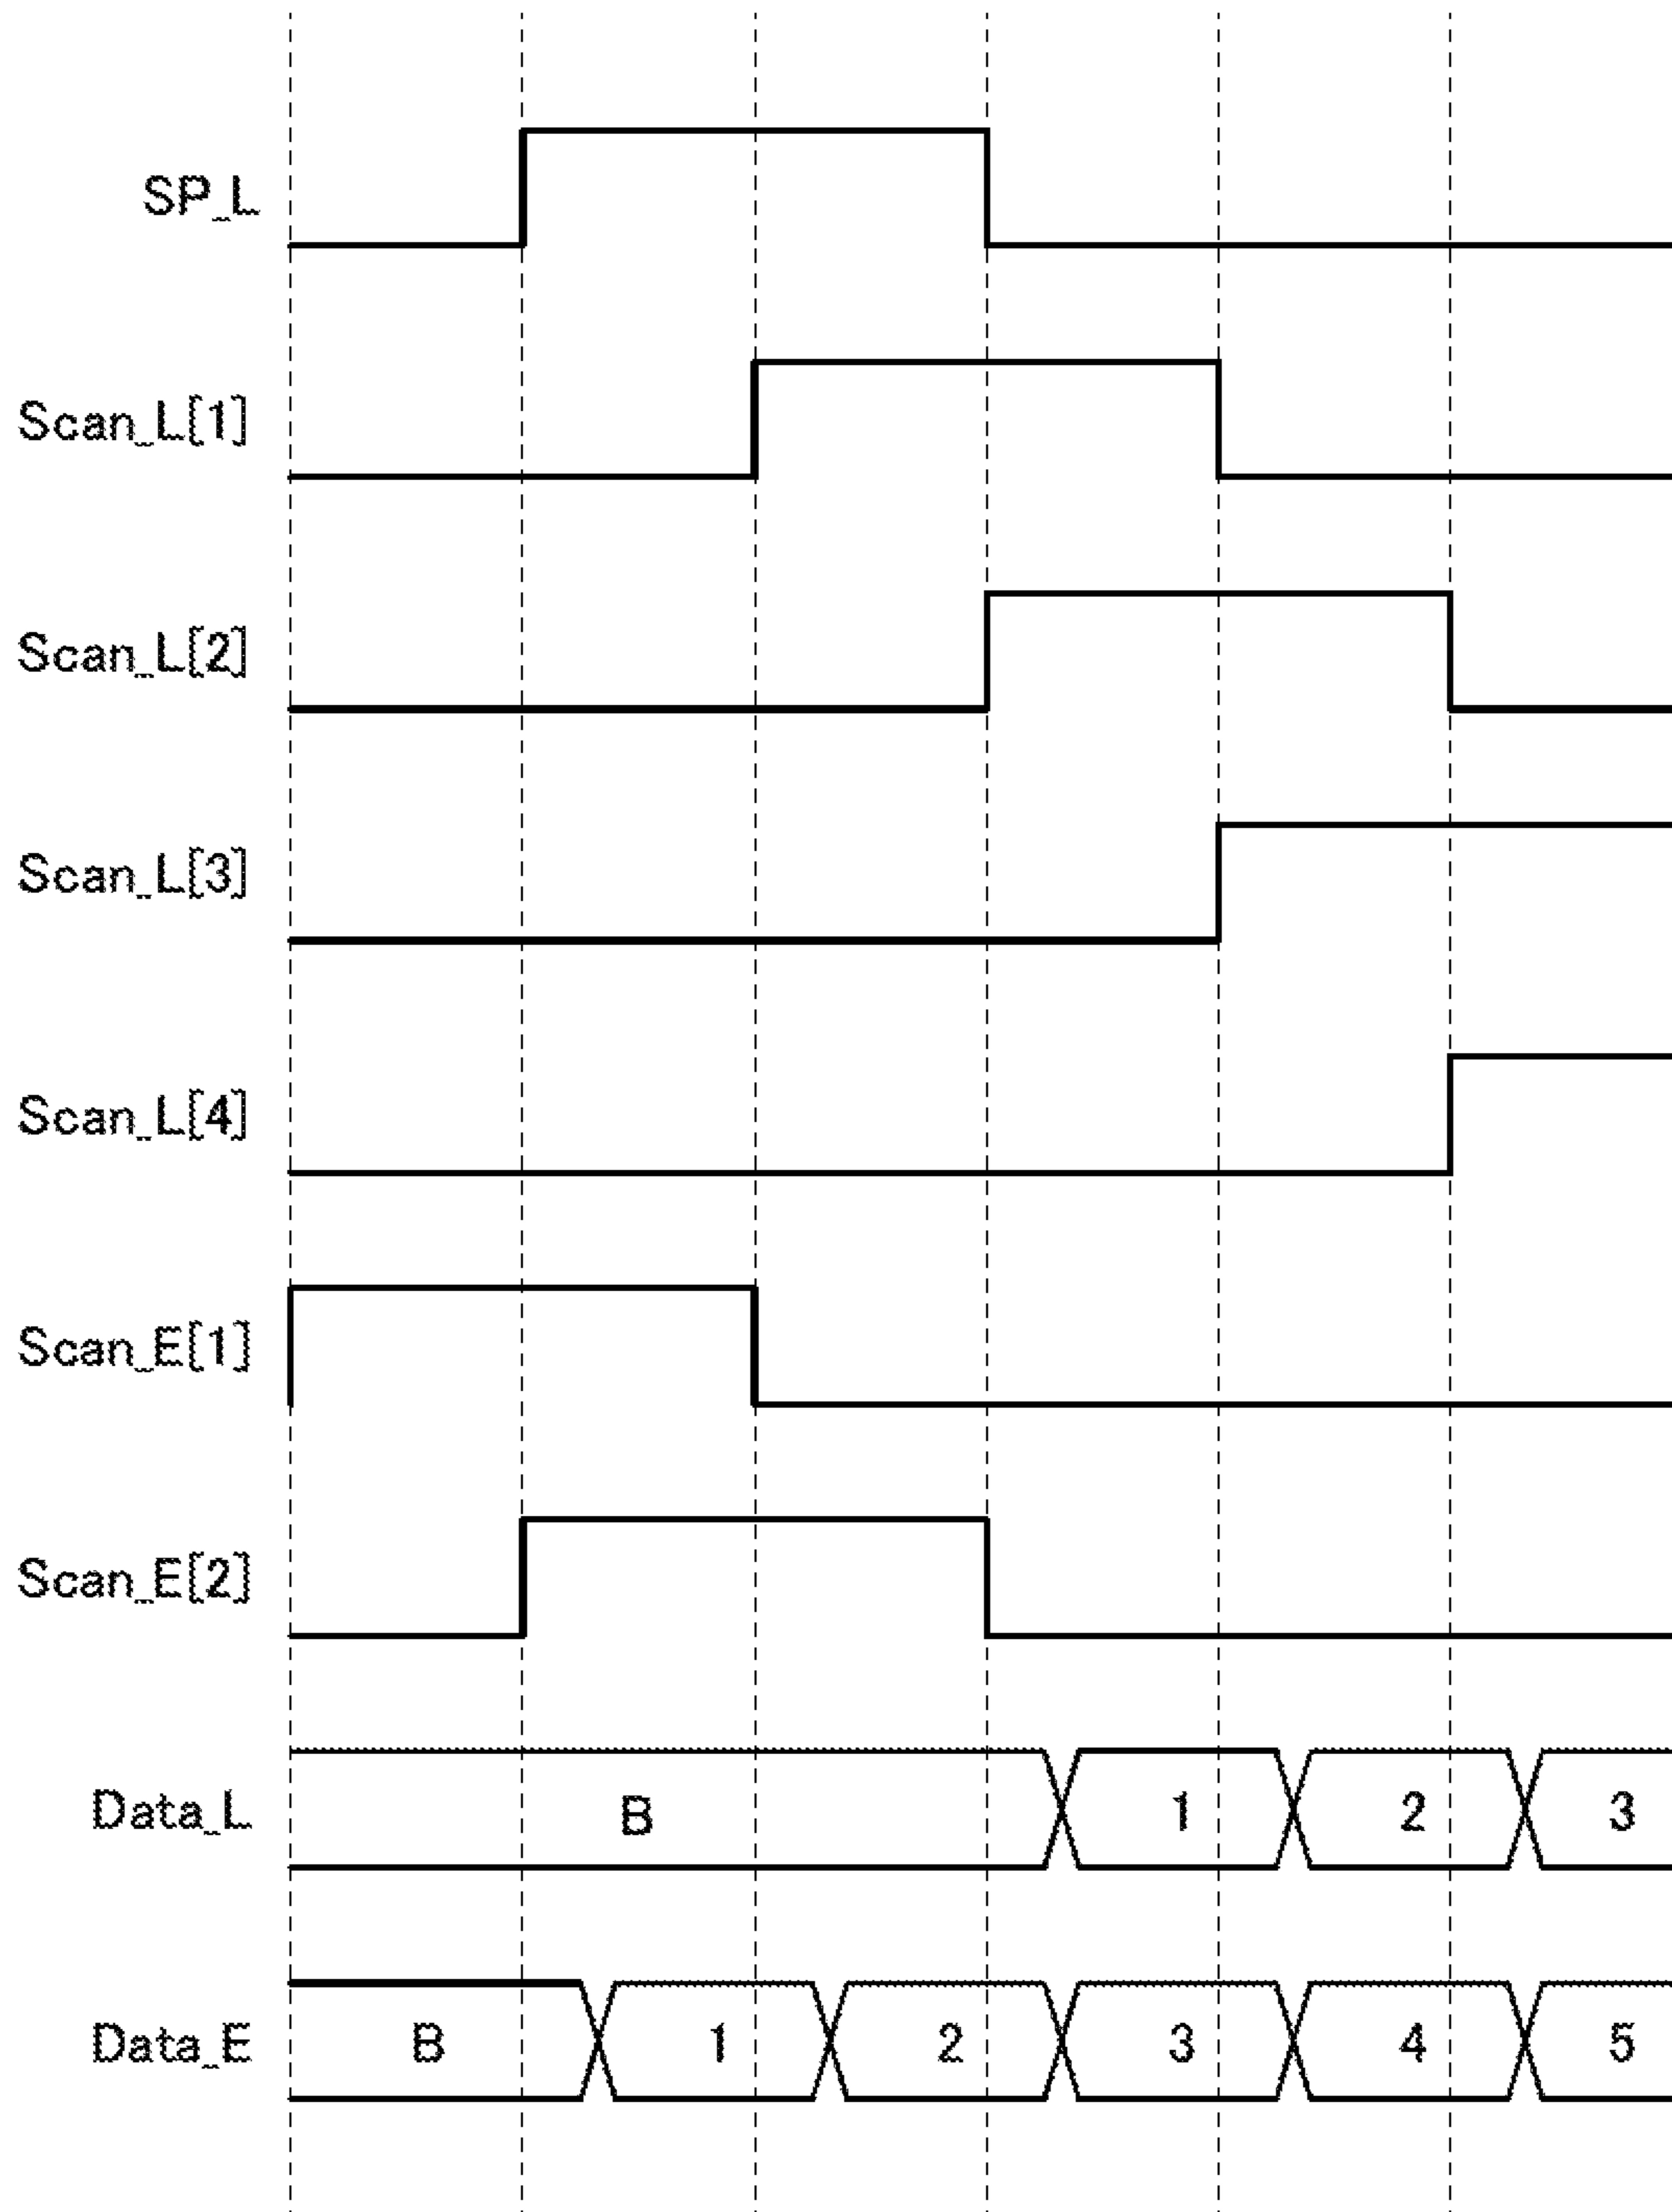 SP_L
Scan_L[1]
Scan_L[2]
Scan_L[3]
Scan_L[4]
Scan_E[1]
Scan_E[2]
Data_L B 1 2 3
Data_E B 1 2 3 4 5